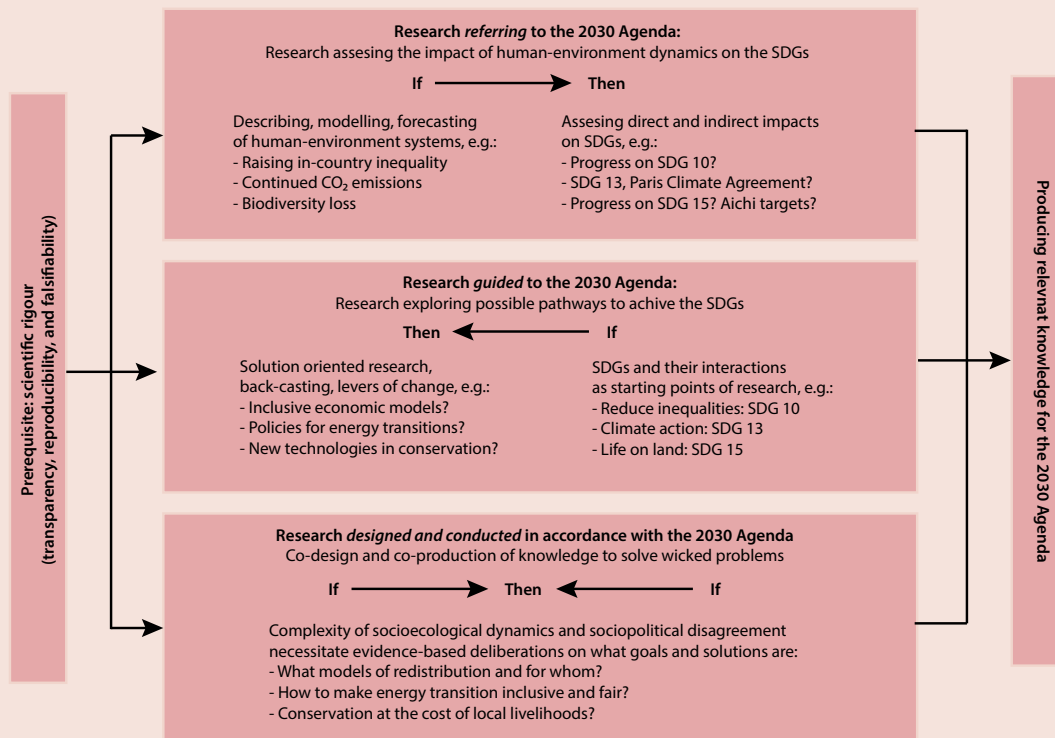 Prerequisite: scientific rigour
(transparency, reproducibility, and falsifiability)
Research referring to the 2030 Agenda:
Research assesing the impact of human-environment dynamics on the SDGs
If
Then
Describing, modelling, forecasting
of human-environment systems, e.g.:
- Raising in-country inequality
- Continued CO₂ emissions
- Biodiversity loss
Assesing direct and indirect impacts
on SDGs, e.g.:
- Progress on SDG 10?
- SDG 13, Paris Climate Agreement?
- Progress on SDG 15? Aichi targets?
Research guided to the 2030 Agenda:
Research exploring possible pathways to achive the SDGs
Then
If
Solution oriented research,
back-casting, levers of change, e.g.:
- Inclusive economic models?
- Policies for energy transitions?
- New technologies in conservation?
SDGs and their interactions
as starting points of research, e.g.:
- Reduce inequalities: SDG 10
- Climate action: SDG 13
- Life on land: SDG 15
Research designed and conducted in accordance with the 2030 Agenda
Co-design and co-production of knowledge to solve wicked problems
If
Then
If
Complexity of socioecological dynamics and sociopolitical disagreement
necessitate evidence-based deliberations on what goals and solutions are:
- What models of redistribution and for whom?
- How to make energy transition inclusive and fair?
- Conservation at the cost of local livelihoods?
Producing relevnat knowledge for the 2030 Agenda